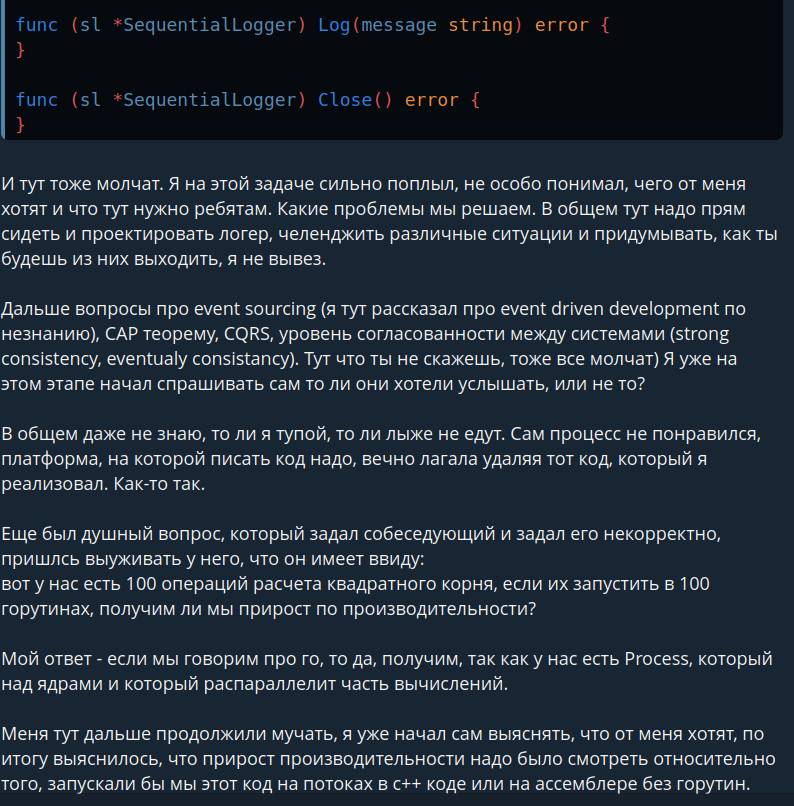 func (sl *SequentialLogger) Log(message string) error {
}
func (sl *SequentialLogger) Close() error {
}
И тут тоже молчат. Я на этой задаче сильно поплыл, не особо понимал, чего от меня
хотят и что тут нужно ребятам. Какие проблемы мы решаем. В общем тут надо прям
сидеть и проектировать логер, челенджить различные ситуации и придумывать, как ты
будешь из них выходить, я не вывез.
Дальше вопросы про event sourcing (я тут рассказал про event driven development по
незнанию), CAP теорему, CQRS, уровень согласованности между системами (strong
consistency, eventualy consistancy). Тут что ты не скажешь, тоже все молчат) Я уже на
этом этапе начал спрашивать сам то ли они хотели услышать, или не то?
В общем даже не знаю, то ли я тупой, то ли лыже не едут. Сам процесс не понравился,
платформа, на которой писать код надо, вечно лагала удаляя тот код, который я
реализовал. Как-то так.
Еще был душный вопрос, который задал собеседующий и задал его некорректно,
пришлсь выуживать у него, что он имеет ввиду:
вот у нас есть 100 операций расчета квадратного корня, если их запустить в 100
горутинах, получим ли мы прирост по производительности?
Мой ответ - если мы говорим про го, то да, получим, так как у нас есть Process, который
над ядрами и который распараллелит часть вычислений.
Меня тут дальше продолжили мучать, я уже начал сам выяснять, что от меня хотят, по
итогу выяснилось, что прирост производительности надо было смотреть относительно
того, запускали бы мы этот код на потоках в с++ коде или на ассемблере без горутин.